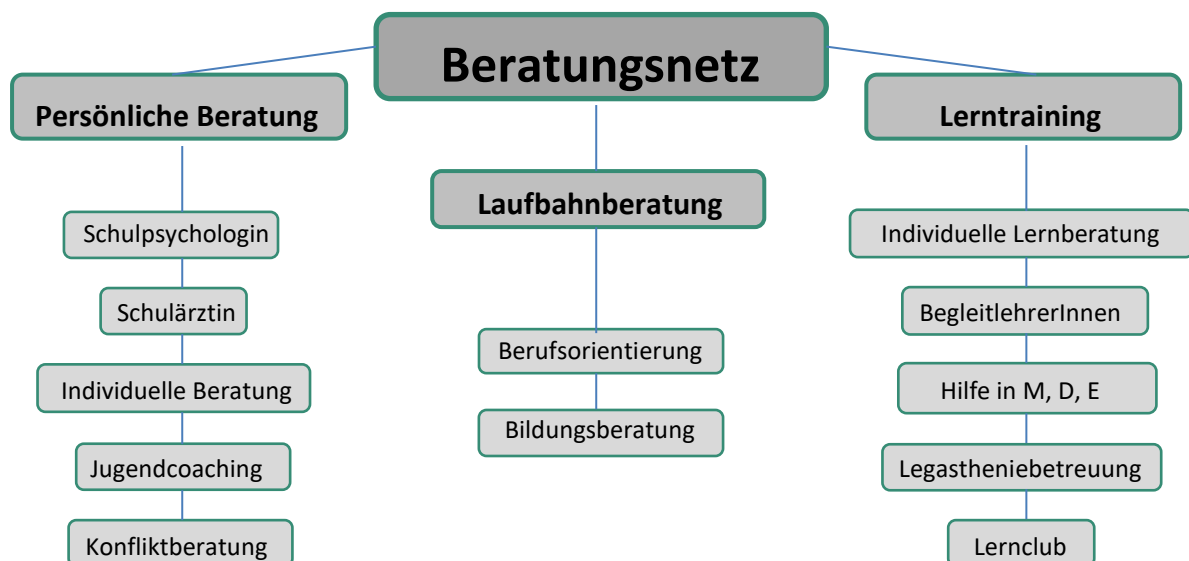 Beratungsnetz
Persönliche Beratung
Schulpsychologin
Schulärztin
Individuelle Beratung
Jugendcoaching
Konfliktberatung
Laufbahnberatung
Berufsorientierung
Bildungsberatung
Lerntraining
Individuelle Lernberatung
BegleitlehrerInnen
Hilfe in M, D, E
Legastheniebetreuung
Lernclub